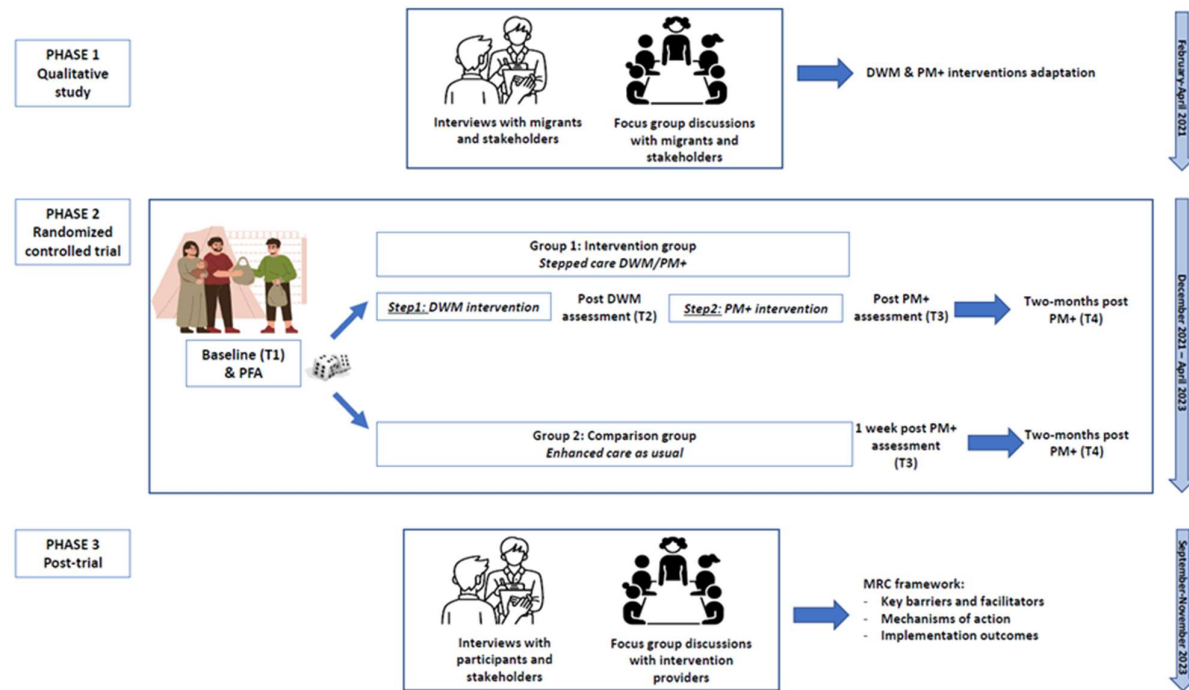 PHASE 1
Qualitative
study
Interviews with migrants
and stakeholders
Focus group discussions
with migrants and
stakeholders
DWM & PM+ interventions adaptation
February-April 2021
PHASE 2
Randomized
controlled trial
Baseline (T1)
& PFA
Group 1: Intervention group
Stepped care DWM/PM+
Step1: DWM intervention
Post DWM
assessment (T2)
Step2: PM+ intervention
Post PM+
assessment (T3)
Two-months post
PM+ (T4)
Group 2: Comparison group
Enhanced care as usual
1 week post PM+
assessment
(T3)
Two-months post
PM+ (T4)
December 2021 – April 2023
PHASE 3
Post-trial
Interviews with
participants and
stakeholders
Focus group discussions
with intervention
providers
MRC framework:
- Key barriers and facilitators
- Mechanisms of action
- Implementation outcomes
September-November 2023